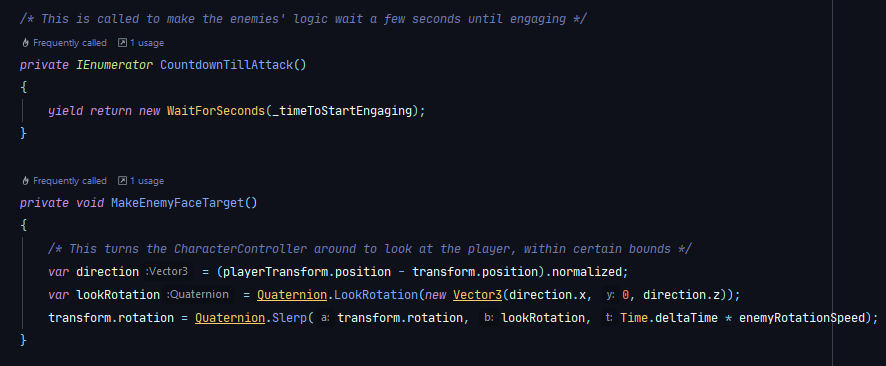 /* This is called to make the enemies' logic wait a few seconds until engaging */
Frequently called 1 usage
private IEnumerator CountdownTillAttack()
{
yield return new WaitForSeconds(_timeToStartEngaging);
}
Frequently called 1 usage
private void MakeEnemyFaceTarget()
{
/* This turns the CharacterController around to look at the player, within certain bounds */
var direction :Vector3 = (playerTransform.position - transform.position).normalized;
var lookRotation :Quaternion = Quaternion.LookRotation(new Vector3(direction.x, y: 0, direction.z));
transform.rotation = Quaternion.Slerp( a: transform.rotation, b: lookRotation, t: Time.deltaTime * enemyRotationSpeed);
}